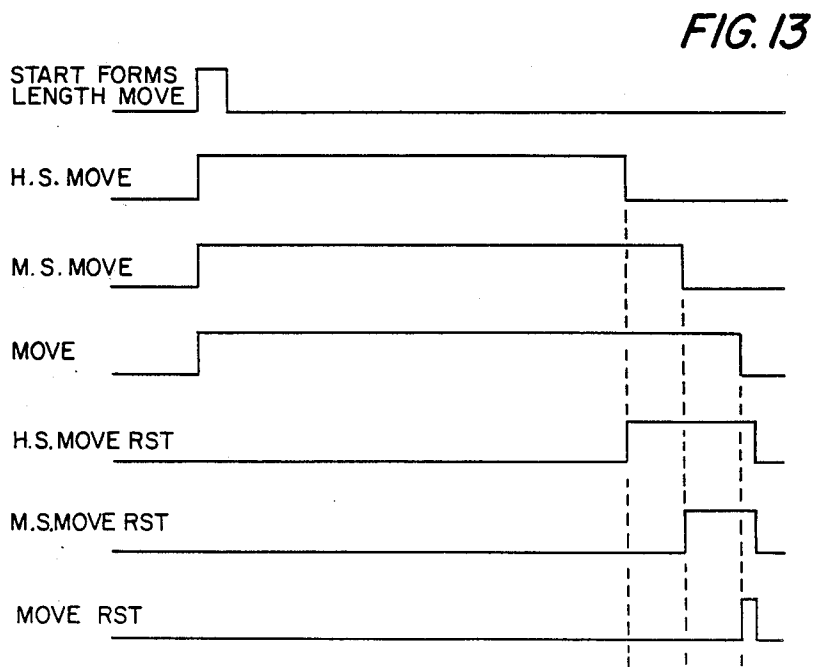 FIG. 13
START FORMS
LENGTH MOVE
H.S. MOVE
M.S. MOVE
MOVE
H.S. MOVE RST
M.S. MOVE RST
MOVE RST